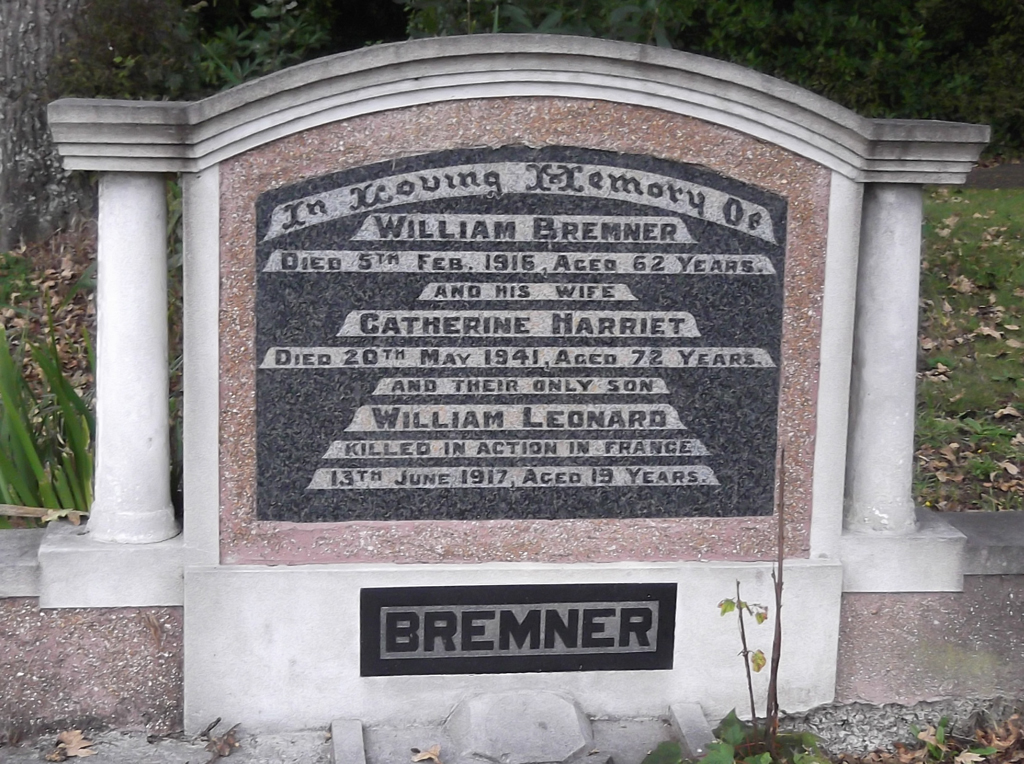 In Loving Memory Of
WILLIAM BREMNER
DIED 5TH FEB. 1916, AGED 62 YEARS.
AND HIS WIFE
CATHERINE HARRIET
DIED 20TH MAY 1941, AGED 72 YEARS.
AND THEIR ONLY SON
WILLIAM LEONARD
KILLED IN ACTION IN FRANCE
13TH JUNE 1917, AGED 19 YEARS.
BREMNER